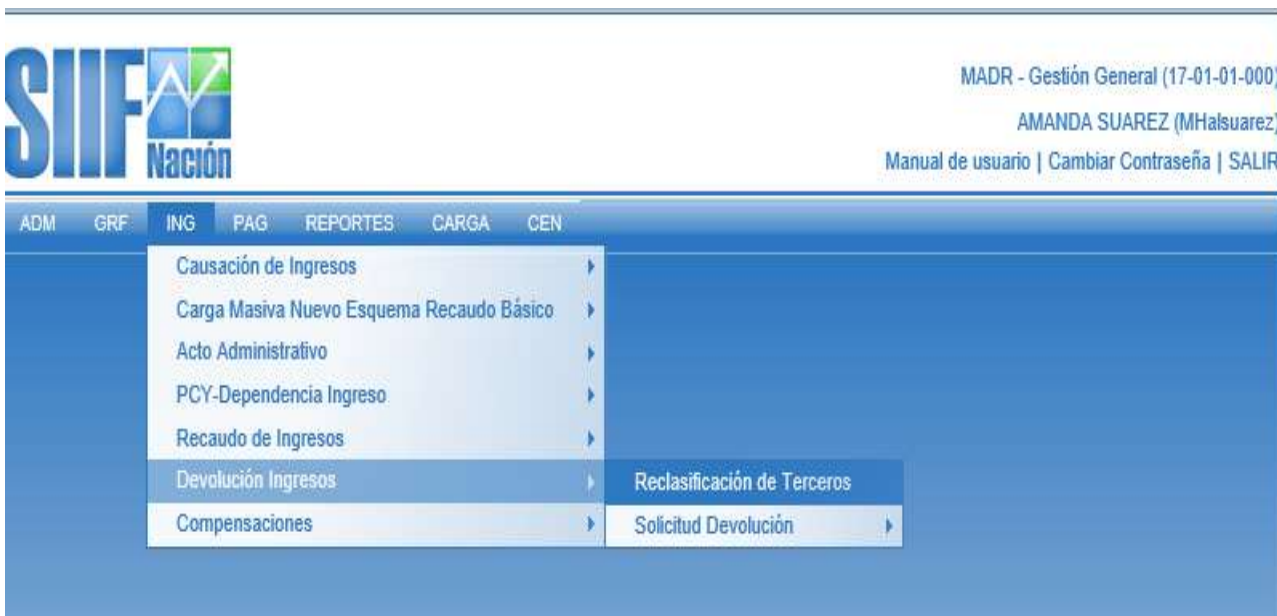 SIIF
Nación
MADR - Gestión General (17-01-01-000)
AMANDA SUAREZ (MHalsuarez)
Manual de usuario | Cambiar Contraseña | SALIR
ADM GRF ING PAG REPORTES CARGA CEN
Causación de Ingresos
Carga Masiva Nuevo Esquema Recaudo Básico
Acto Administrativo
PCY-Dependencia Ingreso
Recaudo de Ingresos
Devolución Ingresos
Reclasificación de Terceros
Compensaciones
Solicitud Devolución